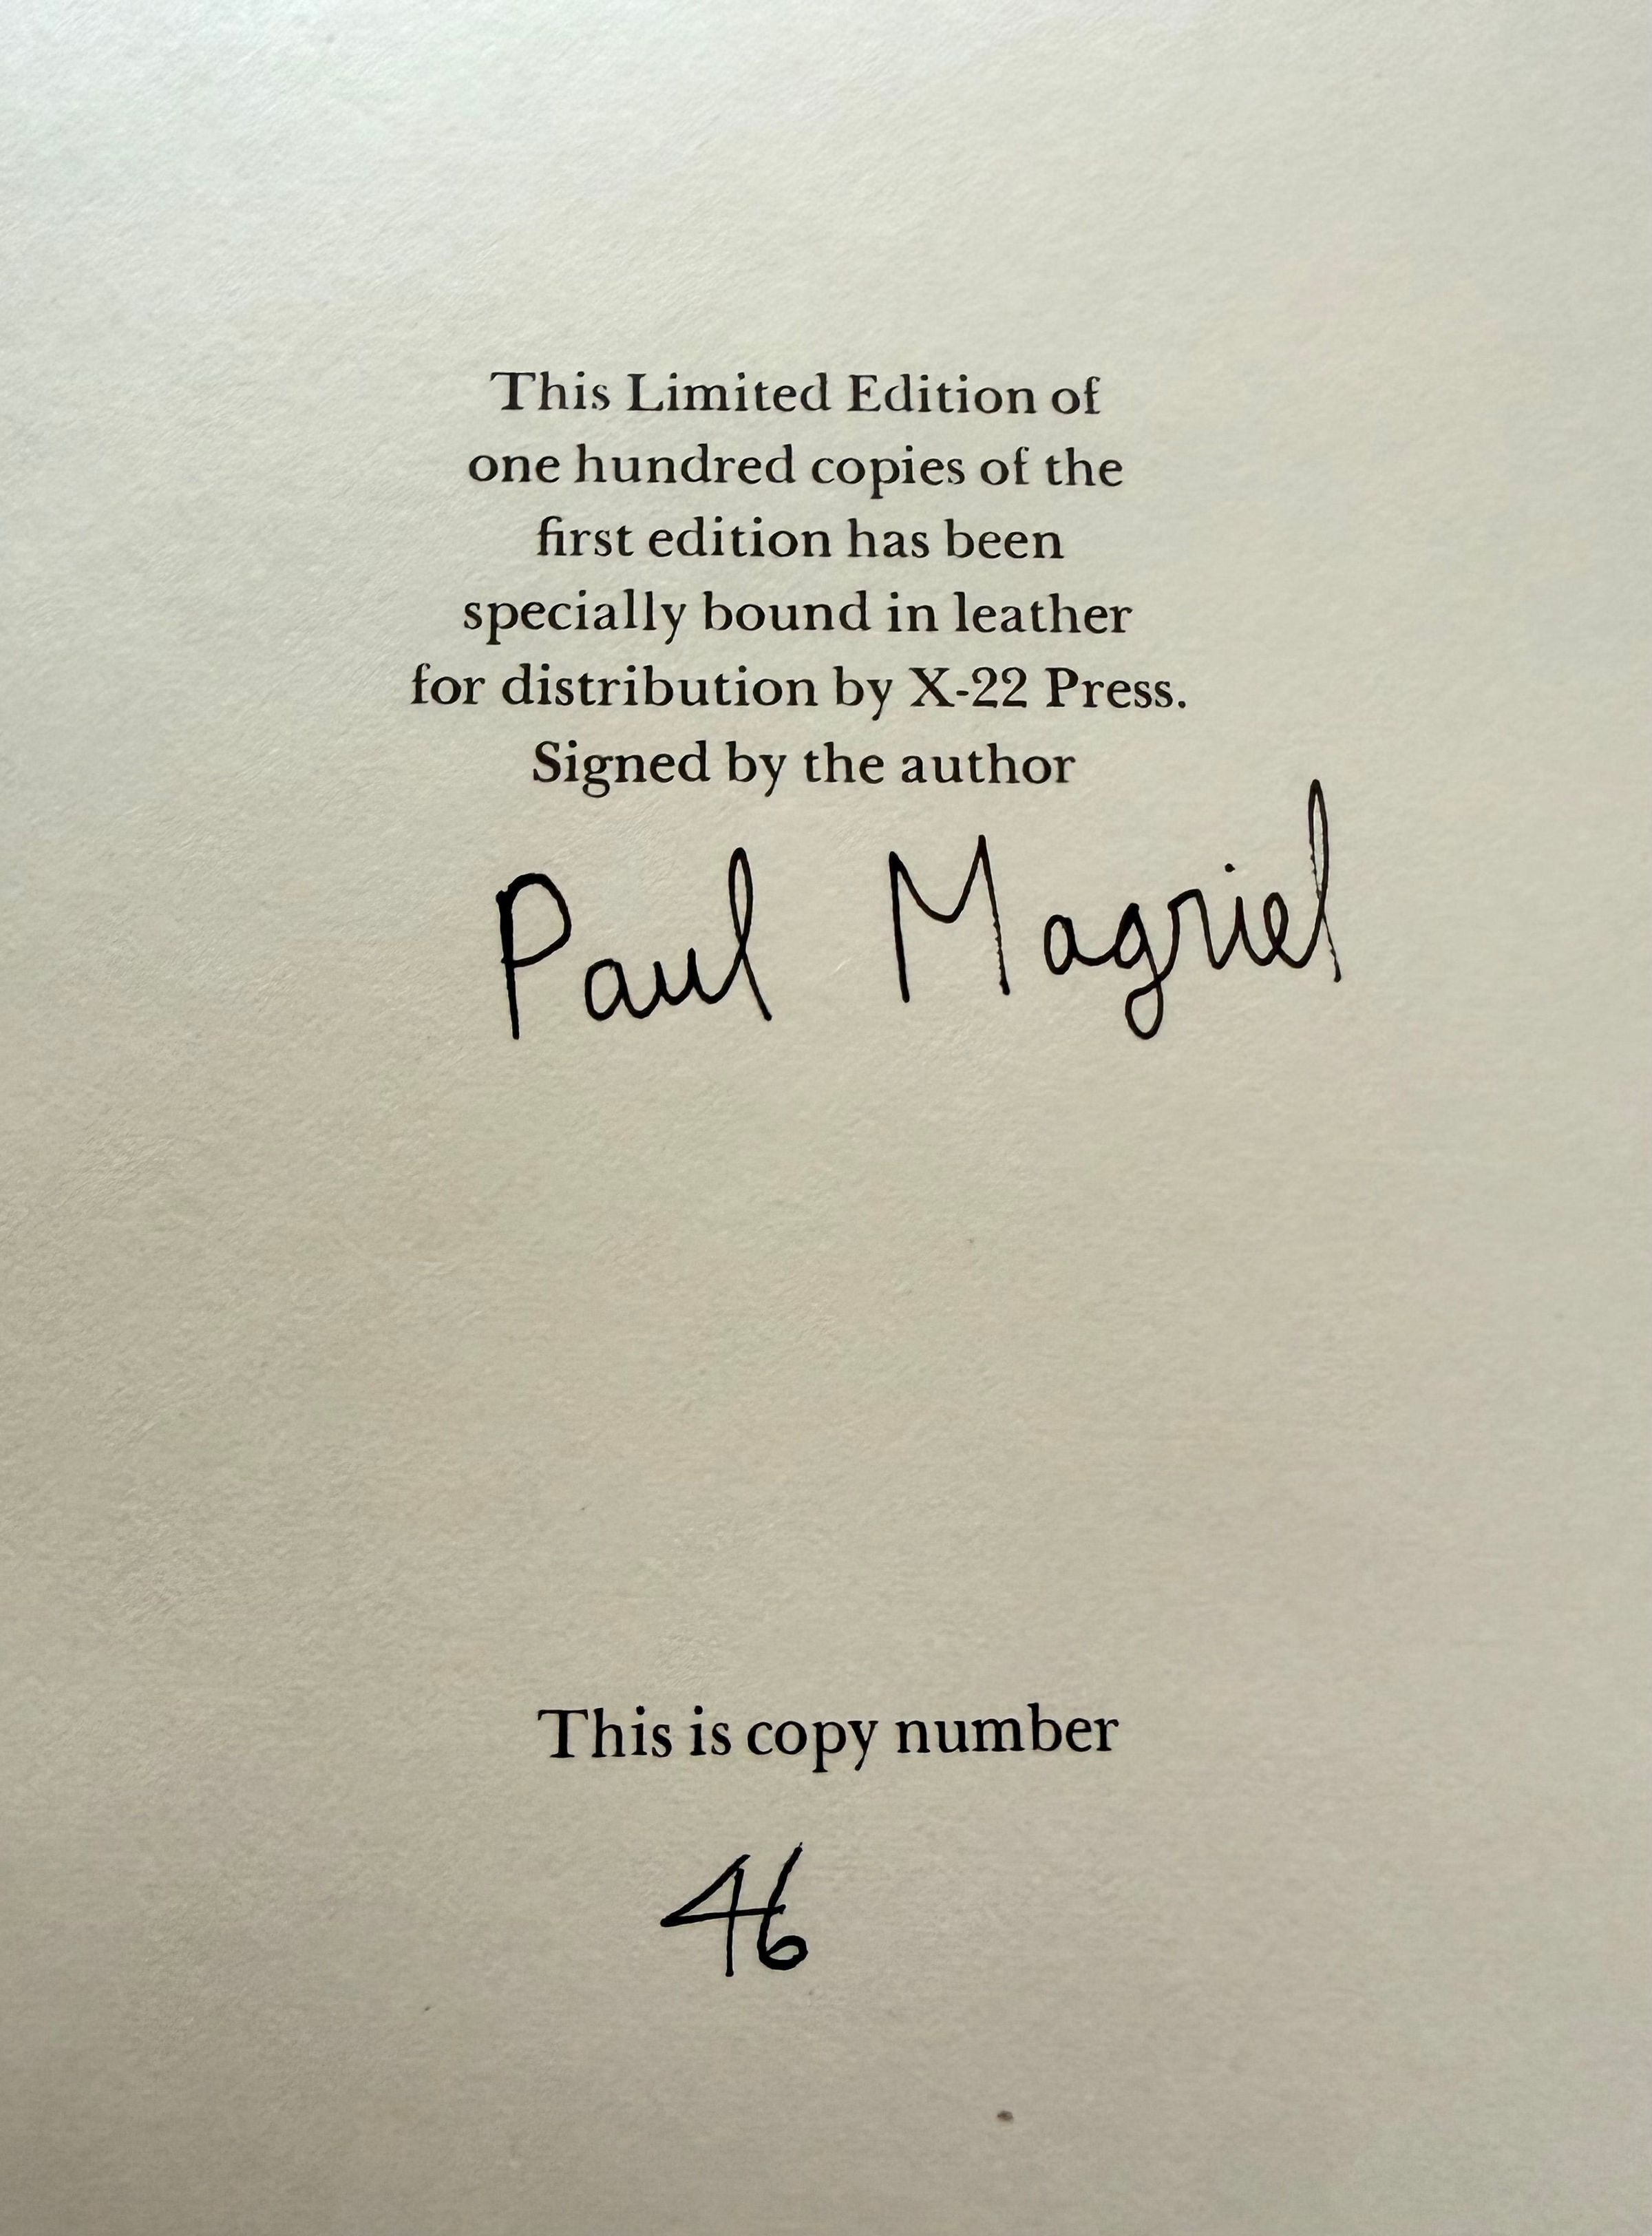 This Limited Edition of
one hundred copies of the
first edition has been
specially bound in leather
for distribution by X-22 Press.
Signed by the author
Paul Magriel
This is copy number
46